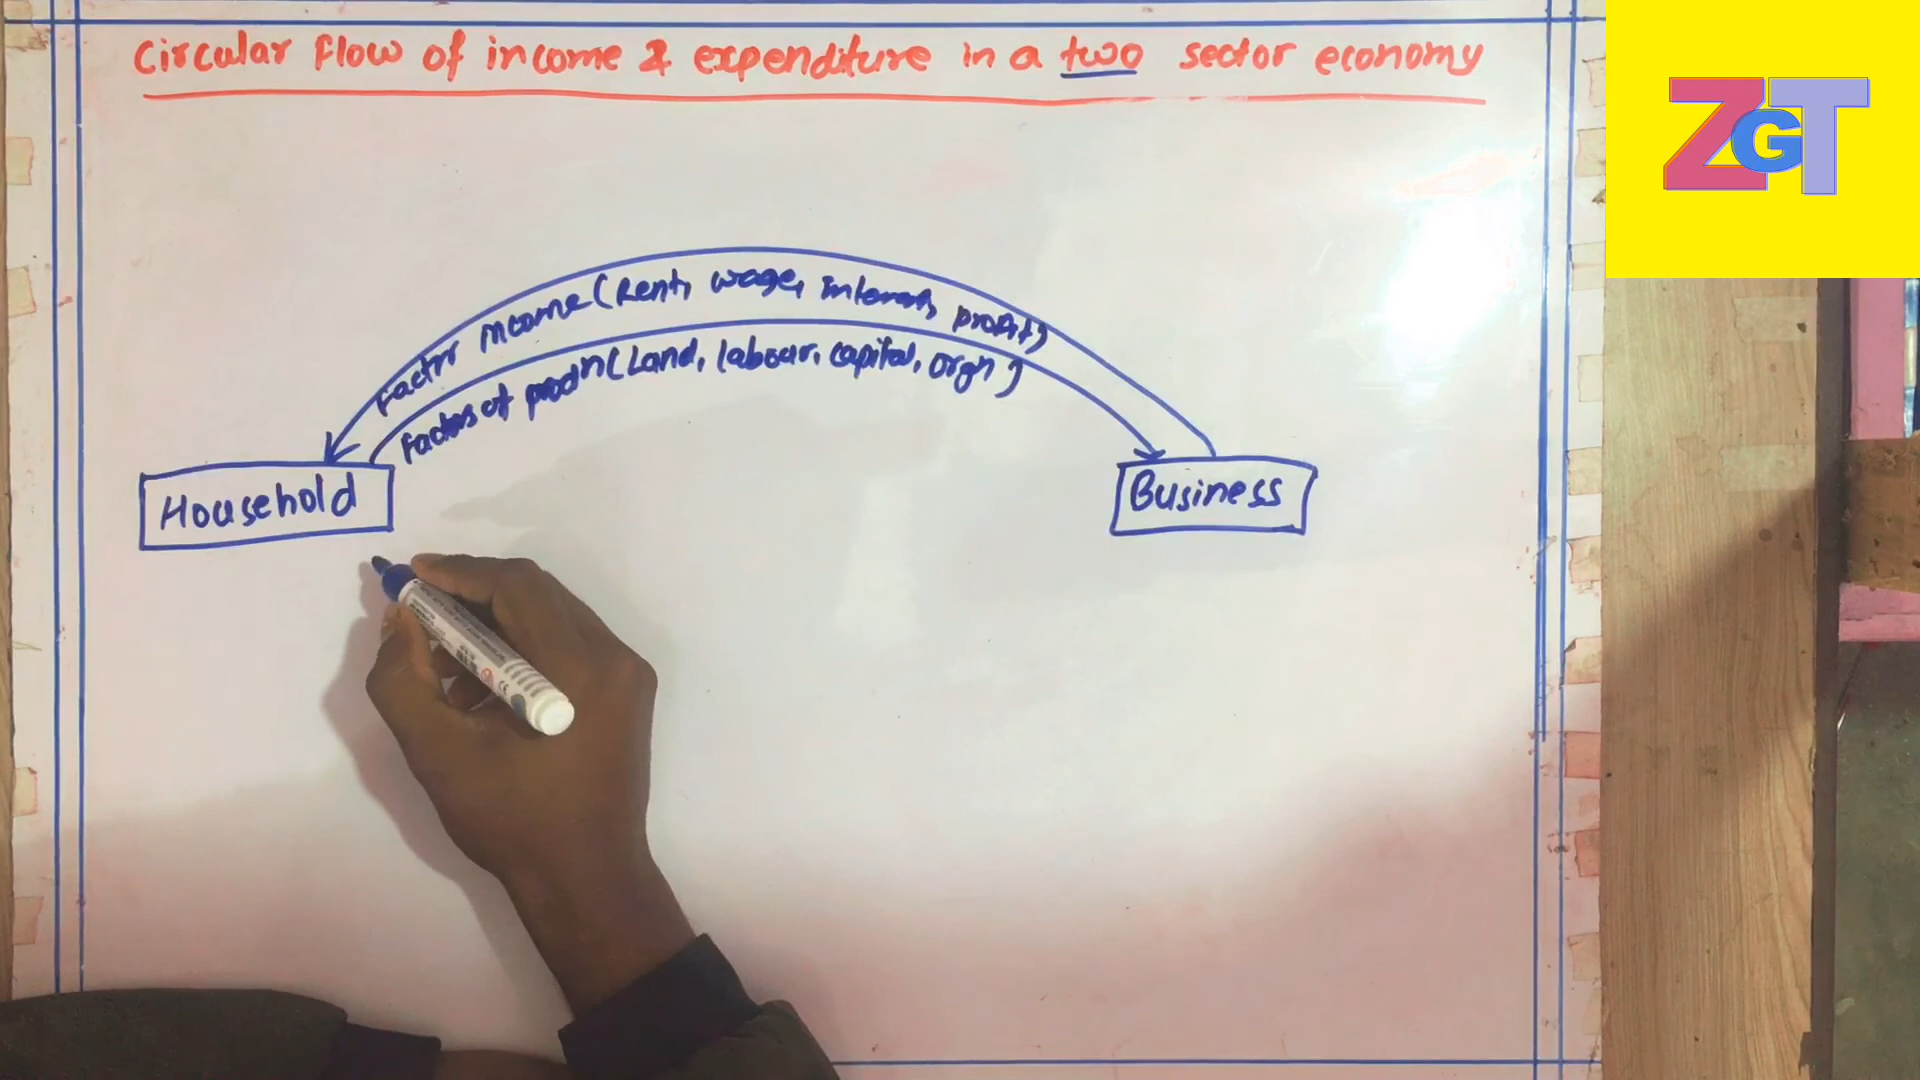 Circular Flow of income & expenditure in a two sector economy
ZGT
Factor income (Rent, wage, interest, profit)
Factors of prodn (Land, labour, capital, orgn)
Household
Business